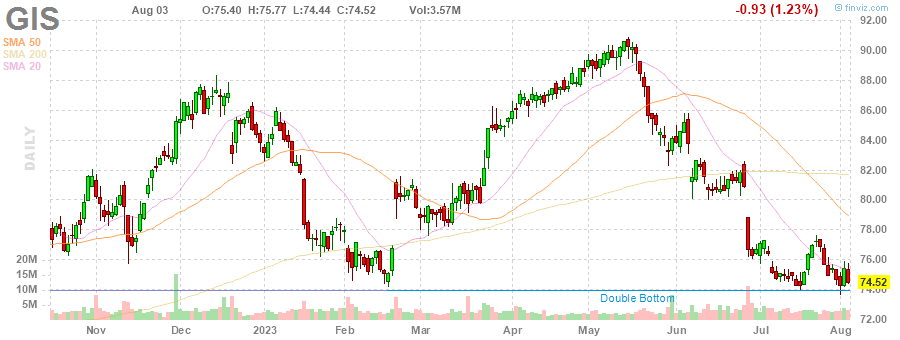 GIS Aug 03 O:75.40 H:75.77 L:74.44 C:74.52 Vol:3.57M -0.93 (1.23%) @ finviz.com
SMA 50
SMA 200
SMA 20
DAILY
92.00
90.00
88.00
86.00
84.00
82.00
80.00
78.00
76.00
74.52
74.00
72.00
20M
15M
10M
5M
Double Bottom
Nov Dec 2023 Feb Mar Apr May Jun Jul Aug